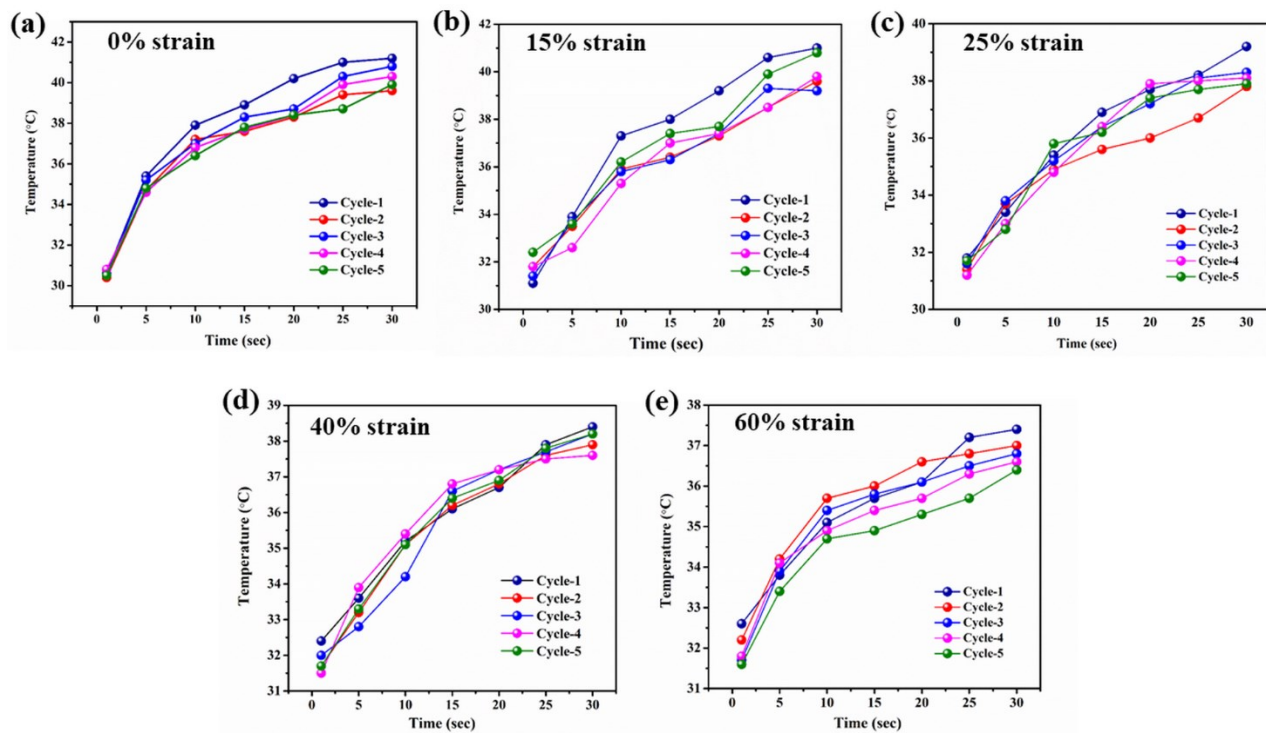 (a)
0% strain
Temperature (°C)
42
40
38
36
34
32
30
Cycle-1
Cycle-2
Cycle-3
Cycle-4
Cycle-5
0 5 10 15 20 25 30
Time (sec)
(b)
15% strain
Temperature (°C)
42
41
40
38
36
34
32
30
Cycle-1
Cycle-2
Cycle-3
Cycle-4
Cycle-5
0 5 10 15 20 25 30
Time (sec)
(c)
25% strain
Temperature (°C)
40
38
36
34
32
30
Cycle-1
Cycle-2
Cycle-3
Cycle-4
Cycle-5
0 5 10 15 20 25 30
Time (sec)
(d)
40% strain
Temperature (°C)
39
38
37
36
35
34
33
32
31
Cycle-1
Cycle-2
Cycle-3
Cycle-4
Cycle-5
0 5 10 15 20 25 30
Time (sec)
(e)
60% strain
Temperature (°C)
38
37
36
35
34
33
32
31
Cycle-1
Cycle-2
Cycle-3
Cycle-4
Cycle-5
0 5 10 15 20 25 30
Time (sec)